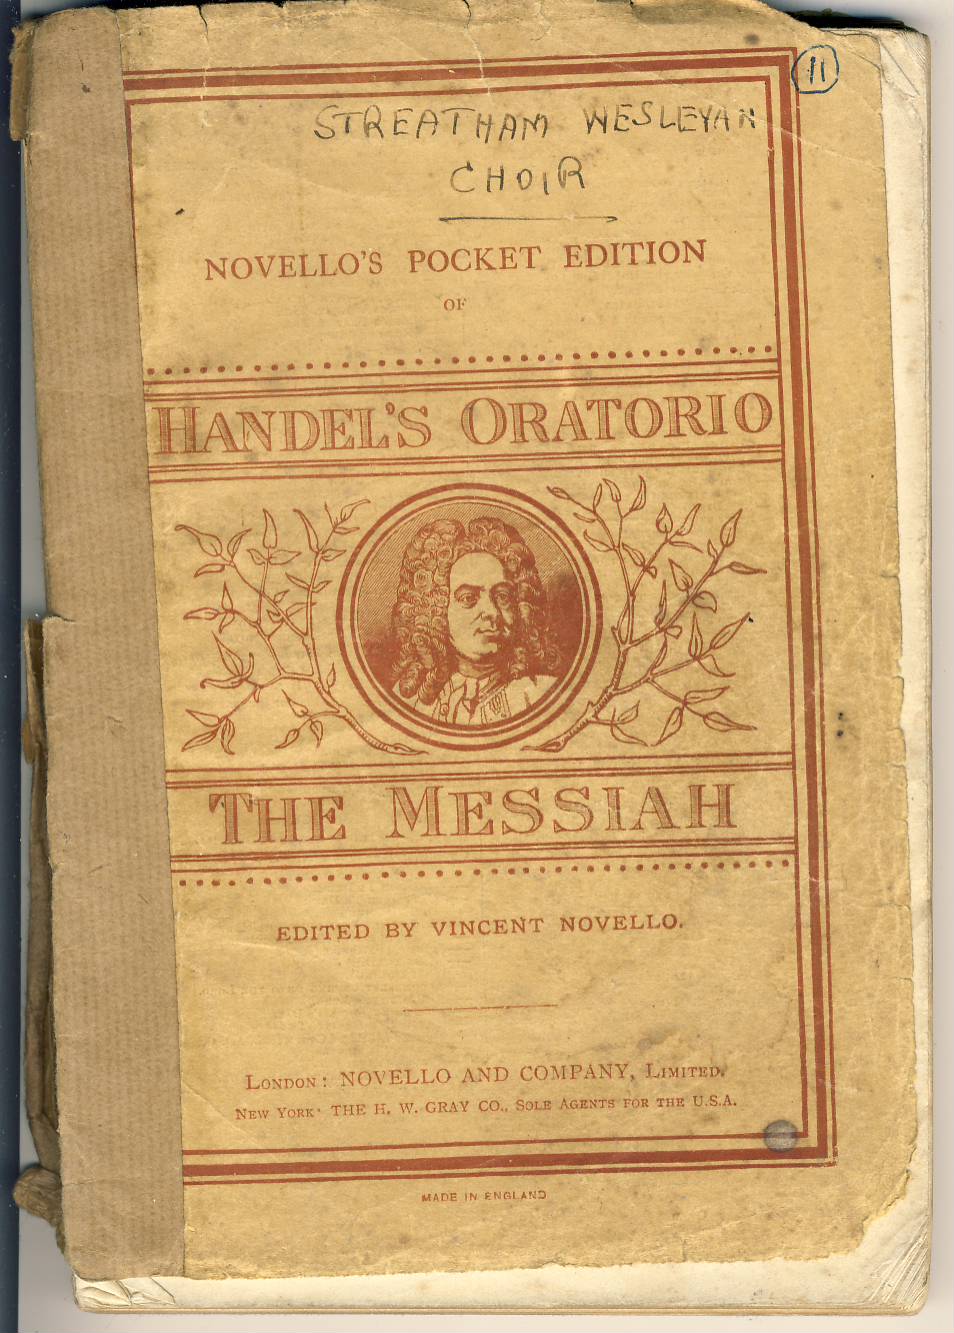 11
STREATHAM WESLEYAN
CHOIR
NOVELLO'S POCKET EDITION
OF
HANDEL'S ORATORIO
THE MESSIAH
EDITED BY VINCENT NOVELLO.
LONDON: NOVELLO AND COMPANY, LIMITED.
NEW YORK: THE H. W. GRAY CO., SOLE AGENTS FOR THE U.S.A.
MADE IN ENGLAND